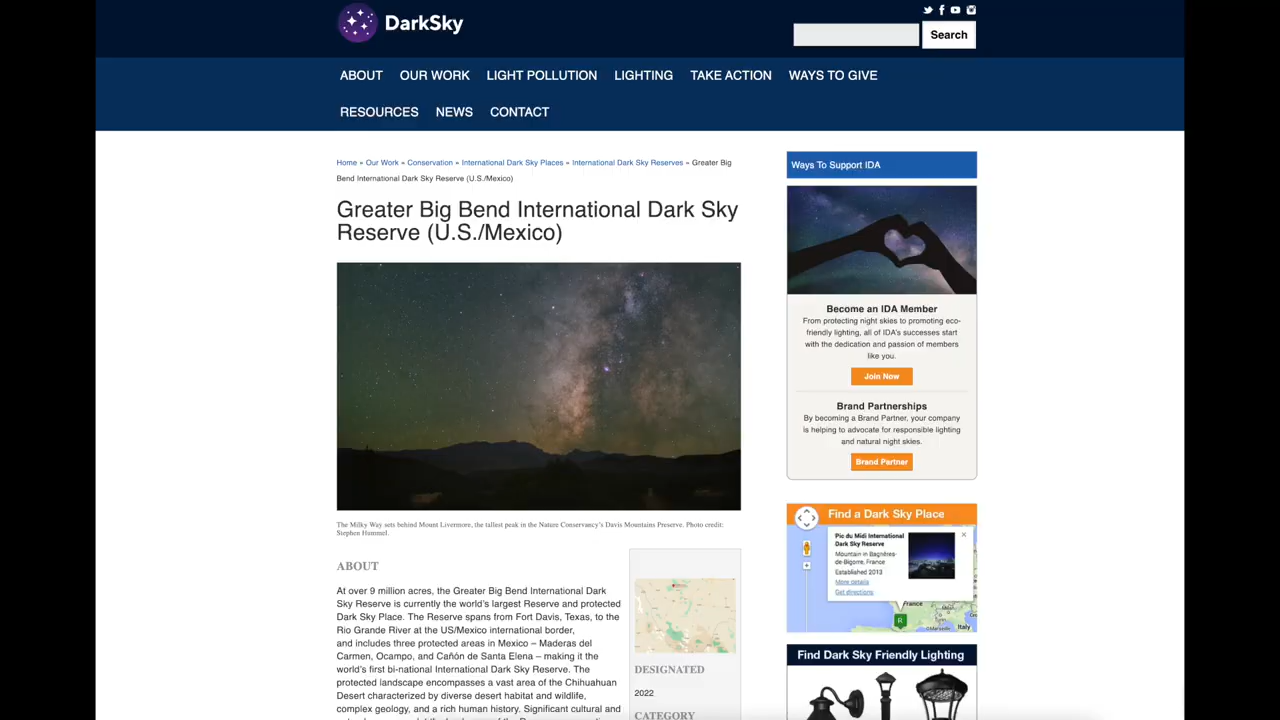 DarkSky
Search
ABOUT OUR WORK LIGHT POLLUTION LIGHTING TAKE ACTION WAYS TO GIVE
RESOURCES NEWS CONTACT
Home » Our Work » Conservation » International Dark Sky Places » International Dark Sky Reserves » Greater Big
Bend International Dark Sky Reserve (U.S./Mexico)
Greater Big Bend International Dark Sky
Reserve (U.S./Mexico)
The Milky Way sets behind Mount Livermore, the tallest peak in the Nature Conservancy's Davis Mountains Preserve. Photo credit:
Stephen Hummel.
ABOUT
At over 9 million acres, the Greater Big Bend International Dark
Sky Reserve is currently the world's largest Reserve and protected
Dark Sky Place. The Reserve spans from Fort Davis, Texas, to the
Rio Grande River at the US/Mexico international border,
and includes three protected areas in Mexico – Maderas del
Carmen, Ocampo, and Cañón de Santa Elena – making it the
world's first bi-national International Dark Sky Reserve. The
protected landscape encompasses a vast area of the Chihuahuan
Desert characterized by diverse desert habitat and wildlife,
complex geology, and a rich human history. Significant cultural and
DESIGNATED
2022
CATEGORY
Ways To Support IDA
Become an IDA Member
From protecting night skies to promoting eco-
friendly lighting, all of IDA's successes start
with the dedication and passion of members
like you.
Join Now
Brand Partnerships
By becoming a Brand Partner, your company
is helping to advocate for responsible lighting
and natural night skies.
Brand Partner
Find a Dark Sky Place
Pic du Midi International
Dark Sky Reserve
Mountain in Bagnères-
de-Bigorre, France
Established 2013
More details
Get directions
France
R
Italy
Find Dark Sky Friendly Lighting